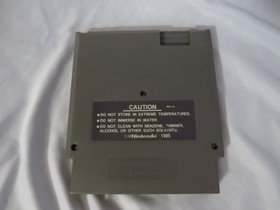 CAUTION
•DO NOT STORE IN EXTREME TEMPERATURES.
•DO NOT IMMERSE IN WATER.
•DO NOT CLEAN WITH BENZENE, THINNER,
ALCOHOL OR OTHER SUCH SOLVENTS.
©Nintendo 1985